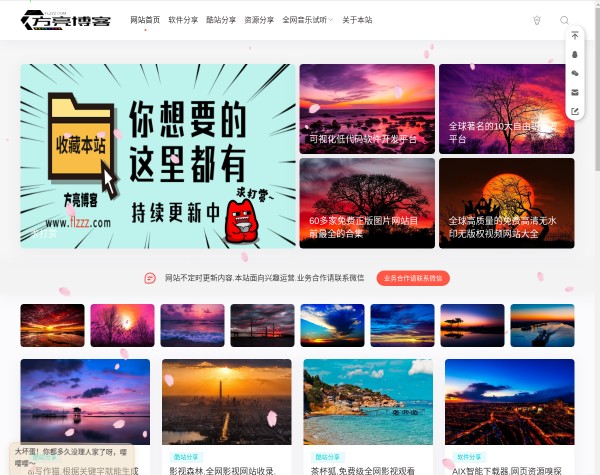 方亮博客
网站首页 软件分享 酷站分享 资源分享 全网音乐试听 关于本站
收藏本站
方亮博客
www.flzzz.com
你想要的
这里都有
持续更新中
求打赏~
可视化低代码软件开发平台
全球著名的10大自由职业
平台
60多家免费正版图片网站目
前最全的合集
全球高质量的免费高清无水
印无版权视频网站大全
网站不定时更新内容,本站面向兴趣运营.业务合作请联系微信
业务合作请联系微信
酷站分享
酷站分享
软件分享
大坏蛋！你都多久没理人家了呀，嘤
嘤嘤～
写作猫,根据关键字就能生成
影视森林,全网影视网站收录,
茶杯狐,免费级全网影视观看
AIX智能下载器,网页资源嗅探